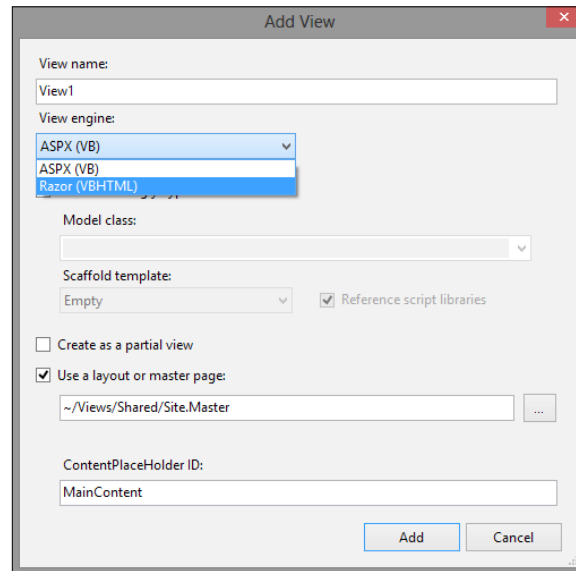 Add View
View name:
View1
View engine:
ASPX (VB)
ASPX (VB)
Razor (VBHTML)
Model class:
Scaffold template:
Empty
Reference script libraries
Create as a partial view
Use a layout or master page:
~/Views/Shared/Site.Master
...
ContentPlaceHolder ID:
MainContent
Add Cancel